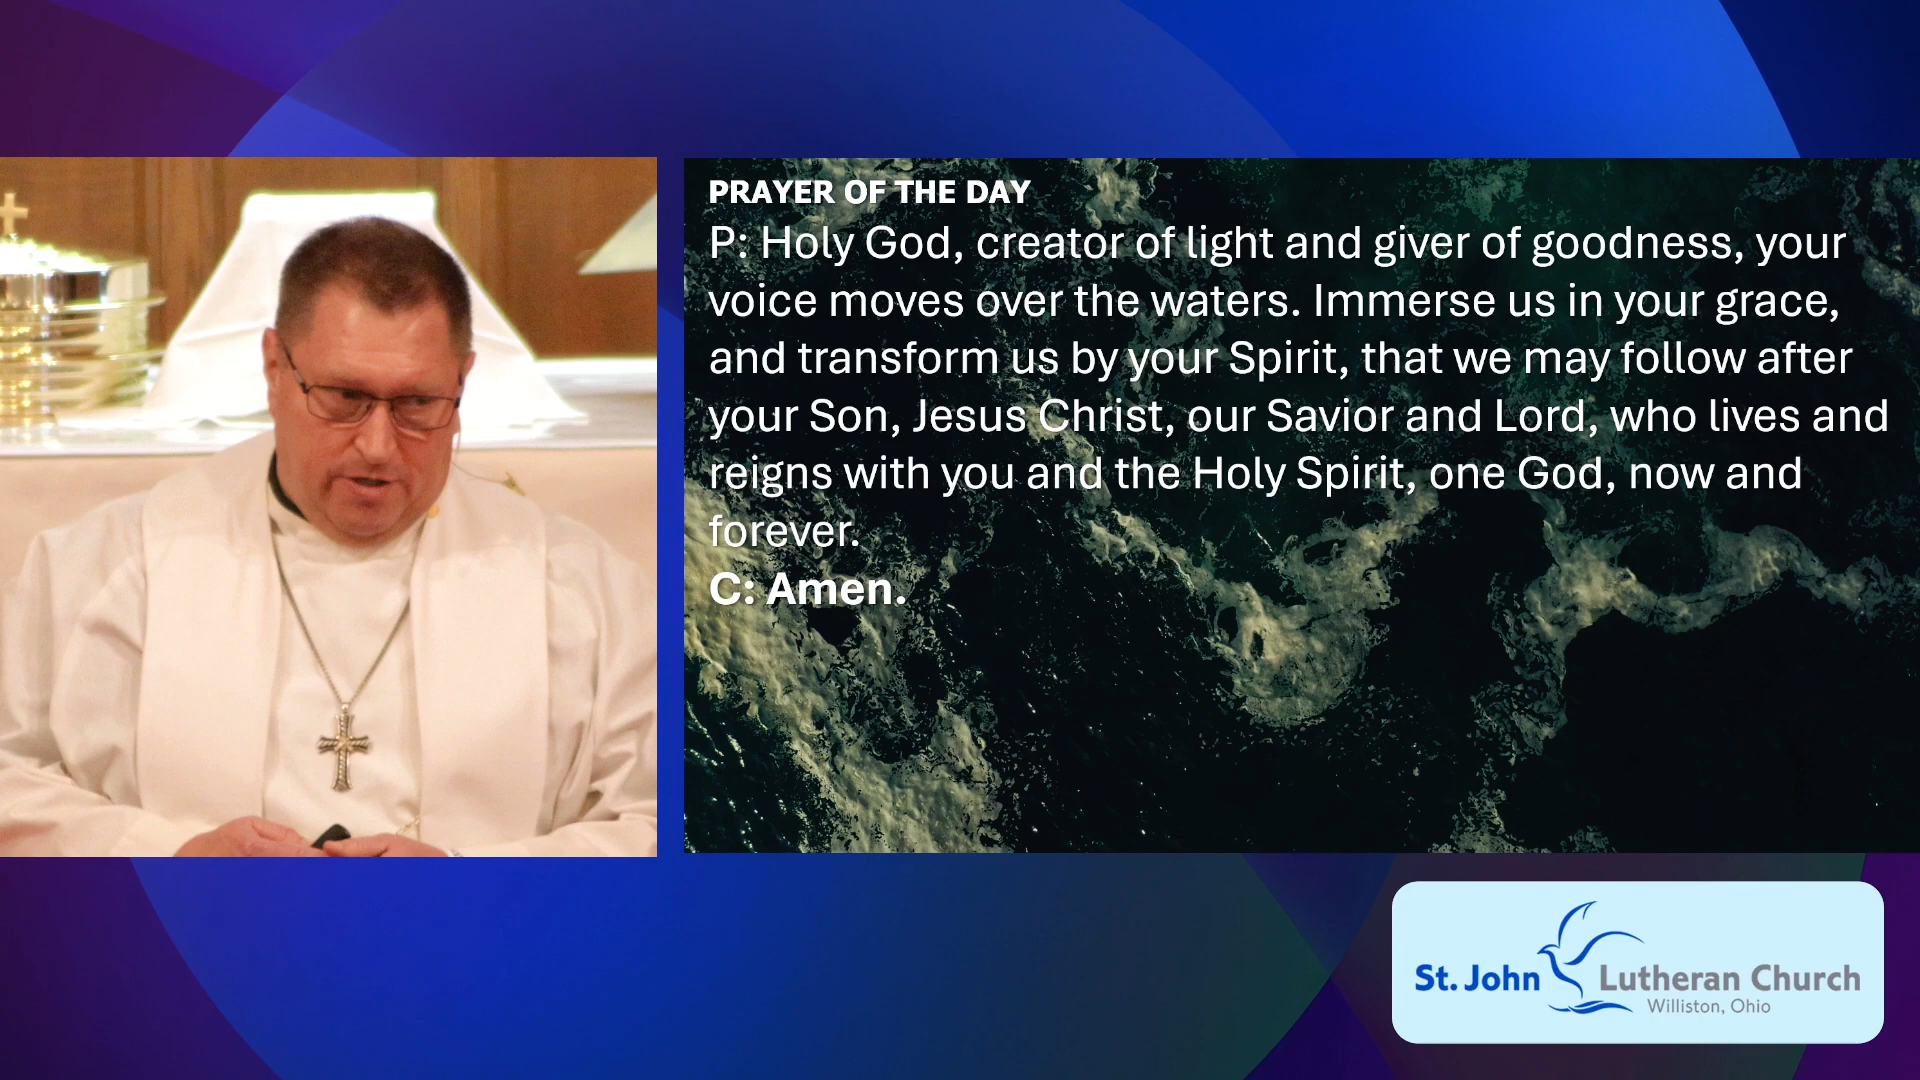 PRAYER OF THE DAY
P: Holy God, creator of light and giver of goodness, your
voice moves over the waters. Immerse us in your grace,
and transform us by your Spirit, that we may follow after
your Son, Jesus Christ, our Savior and Lord, who lives and
reigns with you and the Holy Spirit, one God, now and
forever.
C: Amen.
St. John Lutheran Church
Williston, Ohio